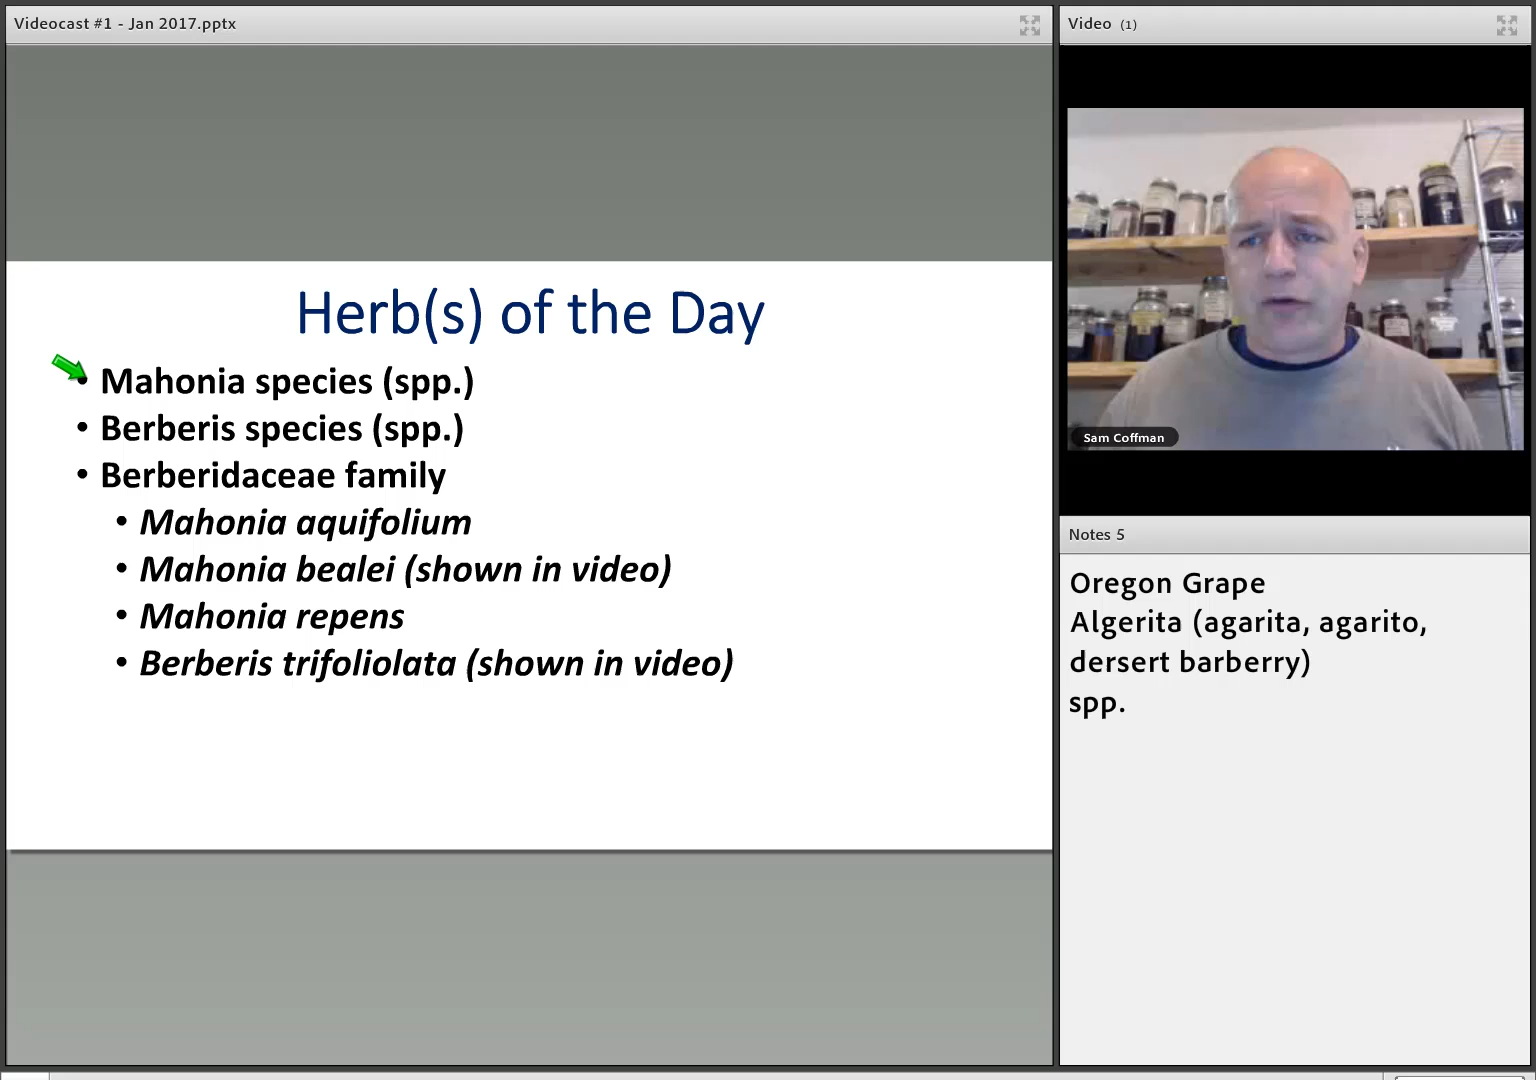 Videocast #1 - Jan 2017.pptx
Herb(s) of the Day
• Mahonia species (spp.)
• Berberis species (spp.)
• Berberidaceae family
• Mahonia aquifolium
• Mahonia bealei (shown in video)
• Mahonia repens
• Berberis trifoliolata (shown in video)
Video (1)
Sam Coffman
Notes 5
Oregon Grape
Algerita (agarita, agarito,
dersert barberry)
spp.